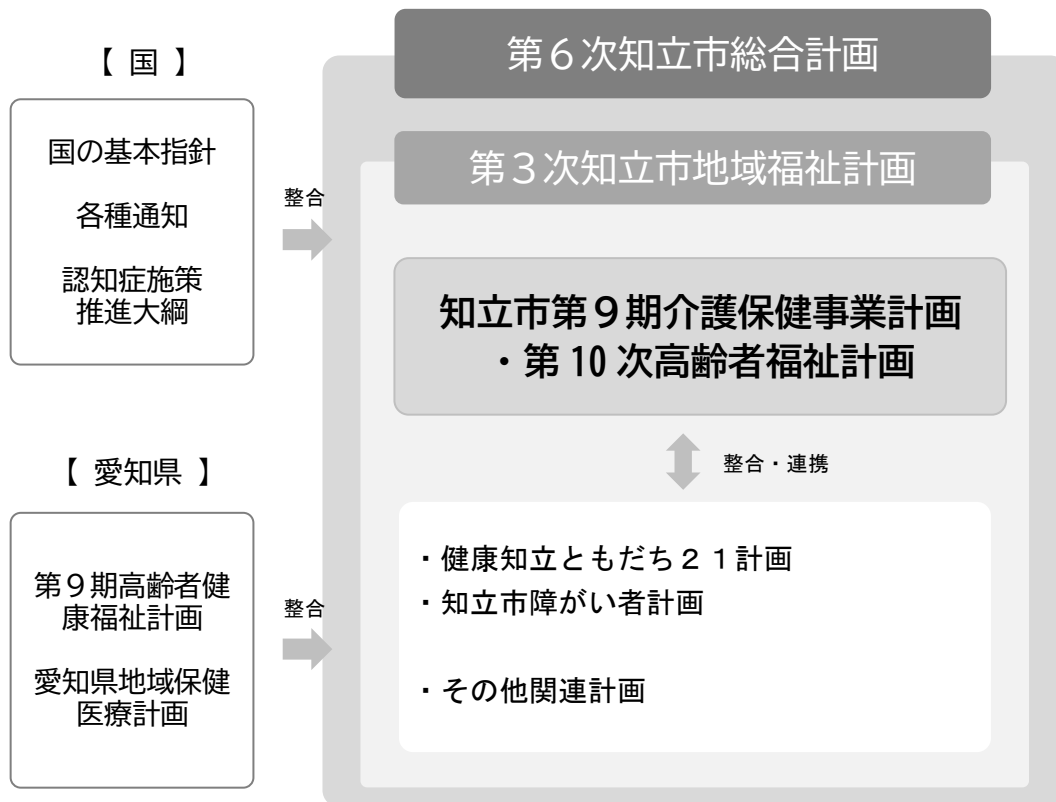 【 国 】
国の基本指針
各種通知
認知症施策
推進大綱
整合
【 愛知県 】
第９期高齢者健
康福祉計画
愛知県地域保健
医療計画
整合
第６次知立市総合計画
第３次知立市地域福祉計画
知立市第９期介護保健事業計画
・第 10 次高齢者福祉計画
整合・連携
・健康知立ともだち２１計画
・知立市障がい者計画
・その他関連計画